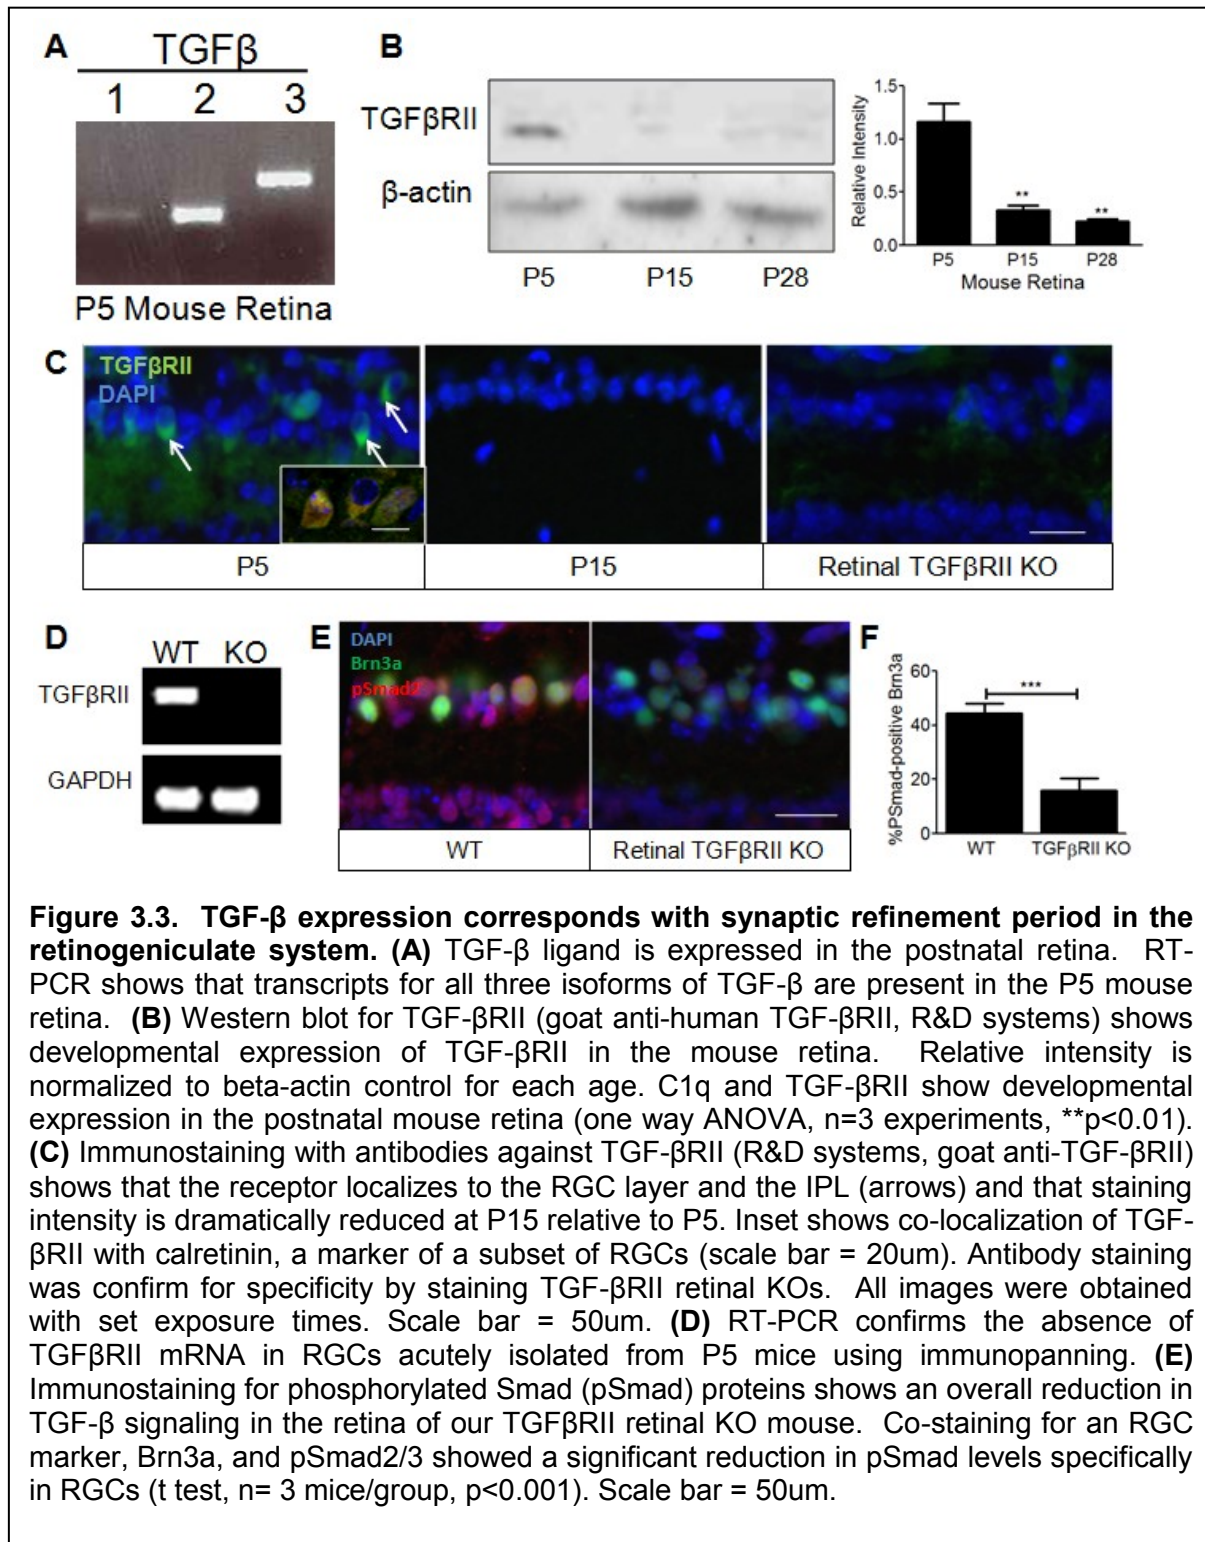 A
TGFβ
1 2 3
P5 Mouse Retina
B
TGFβRII
β-actin
P5 P15 P28
Relative Intensity
1.5
1.0
0.5
0.0
** **
P5 P15 P28
Mouse Retina
C
TGFβRII
DAPI
P5 P15 Retinal TGFβRII KO
D
WT KO
TGFβRII
GAPDH
E
DAPI
Brn3a
pSmad2
WT Retinal TGFβRII KO
F
%PSmad-positive Brn3a
60
40
20
0
***
WT TGFβRII KO
Figure 3.3. TGF-β expression corresponds with synaptic refinement period in the
retinogeniculate system. (A) TGF-β ligand is expressed in the postnatal retina. RT-
PCR shows that transcripts for all three isoforms of TGF-β are present in the P5 mouse
retina. (B) Western blot for TGF-βRII (goat anti-human TGF-βRII, R&D systems) shows
developmental expression of TGF-βRII in the mouse retina. Relative intensity is
normalized to beta-actin control for each age. C1q and TGF-βRII show developmental
expression in the postnatal mouse retina (one way ANOVA, n=3 experiments, **p<0.01).
(C) Immunostaining with antibodies against TGF-βRII (R&D systems, goat anti-TGF-βRII)
shows that the receptor localizes to the RGC layer and the IPL (arrows) and that staining
intensity is dramatically reduced at P15 relative to P5. Inset shows co-localization of TGF-
βRII with calretinin, a marker of a subset of RGCs (scale bar = 20um). Antibody staining
was confirm for specificity by staining TGF-βRII retinal KOs. All images were obtained
with set exposure times. Scale bar = 50um. (D) RT-PCR confirms the absence of
TGFβRII mRNA in RGCs acutely isolated from P5 mice using immunopanning. (E)
Immunostaining for phosphorylated Smad (pSmad) proteins shows an overall reduction in
TGF-β signaling in the retina of our TGFβRII retinal KO mouse. Co-staining for an RGC
marker, Brn3a, and pSmad2/3 showed a significant reduction in pSmad levels specifically
in RGCs (t test, n= 3 mice/group, p<0.001). Scale bar = 50um.